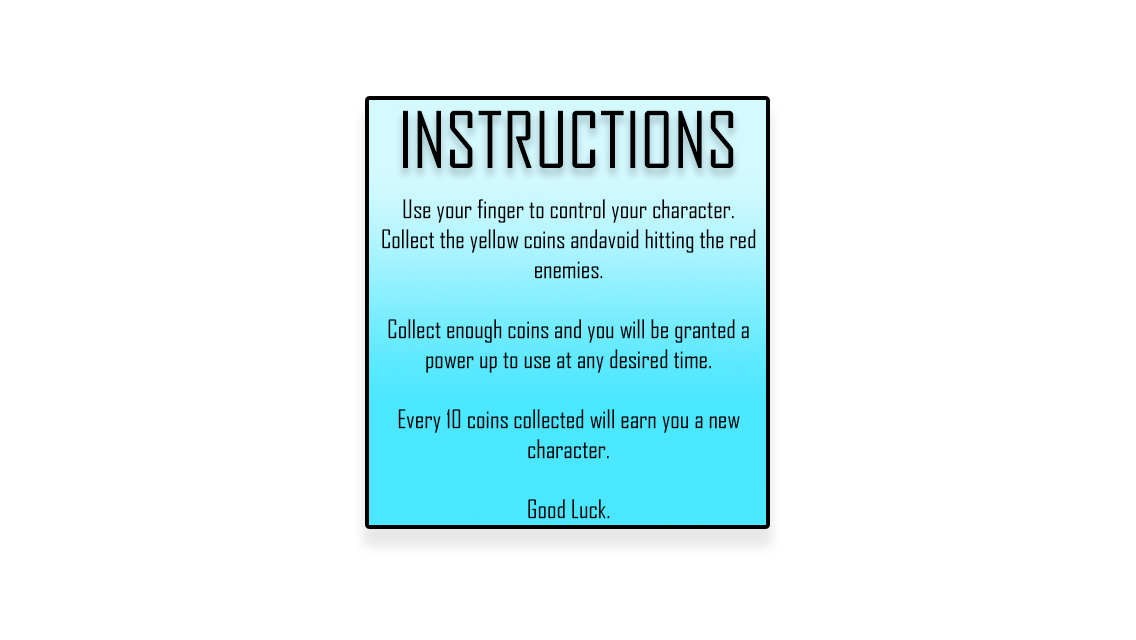 INSTRUCTIONS
Use your finger to control your character.
Collect the yellow coins andavoid hitting the red
enemies.
Collect enough coins and you will be granted a
power up to use at any desired time.
Every 10 coins collected will earn you a new
character.
Good Luck.